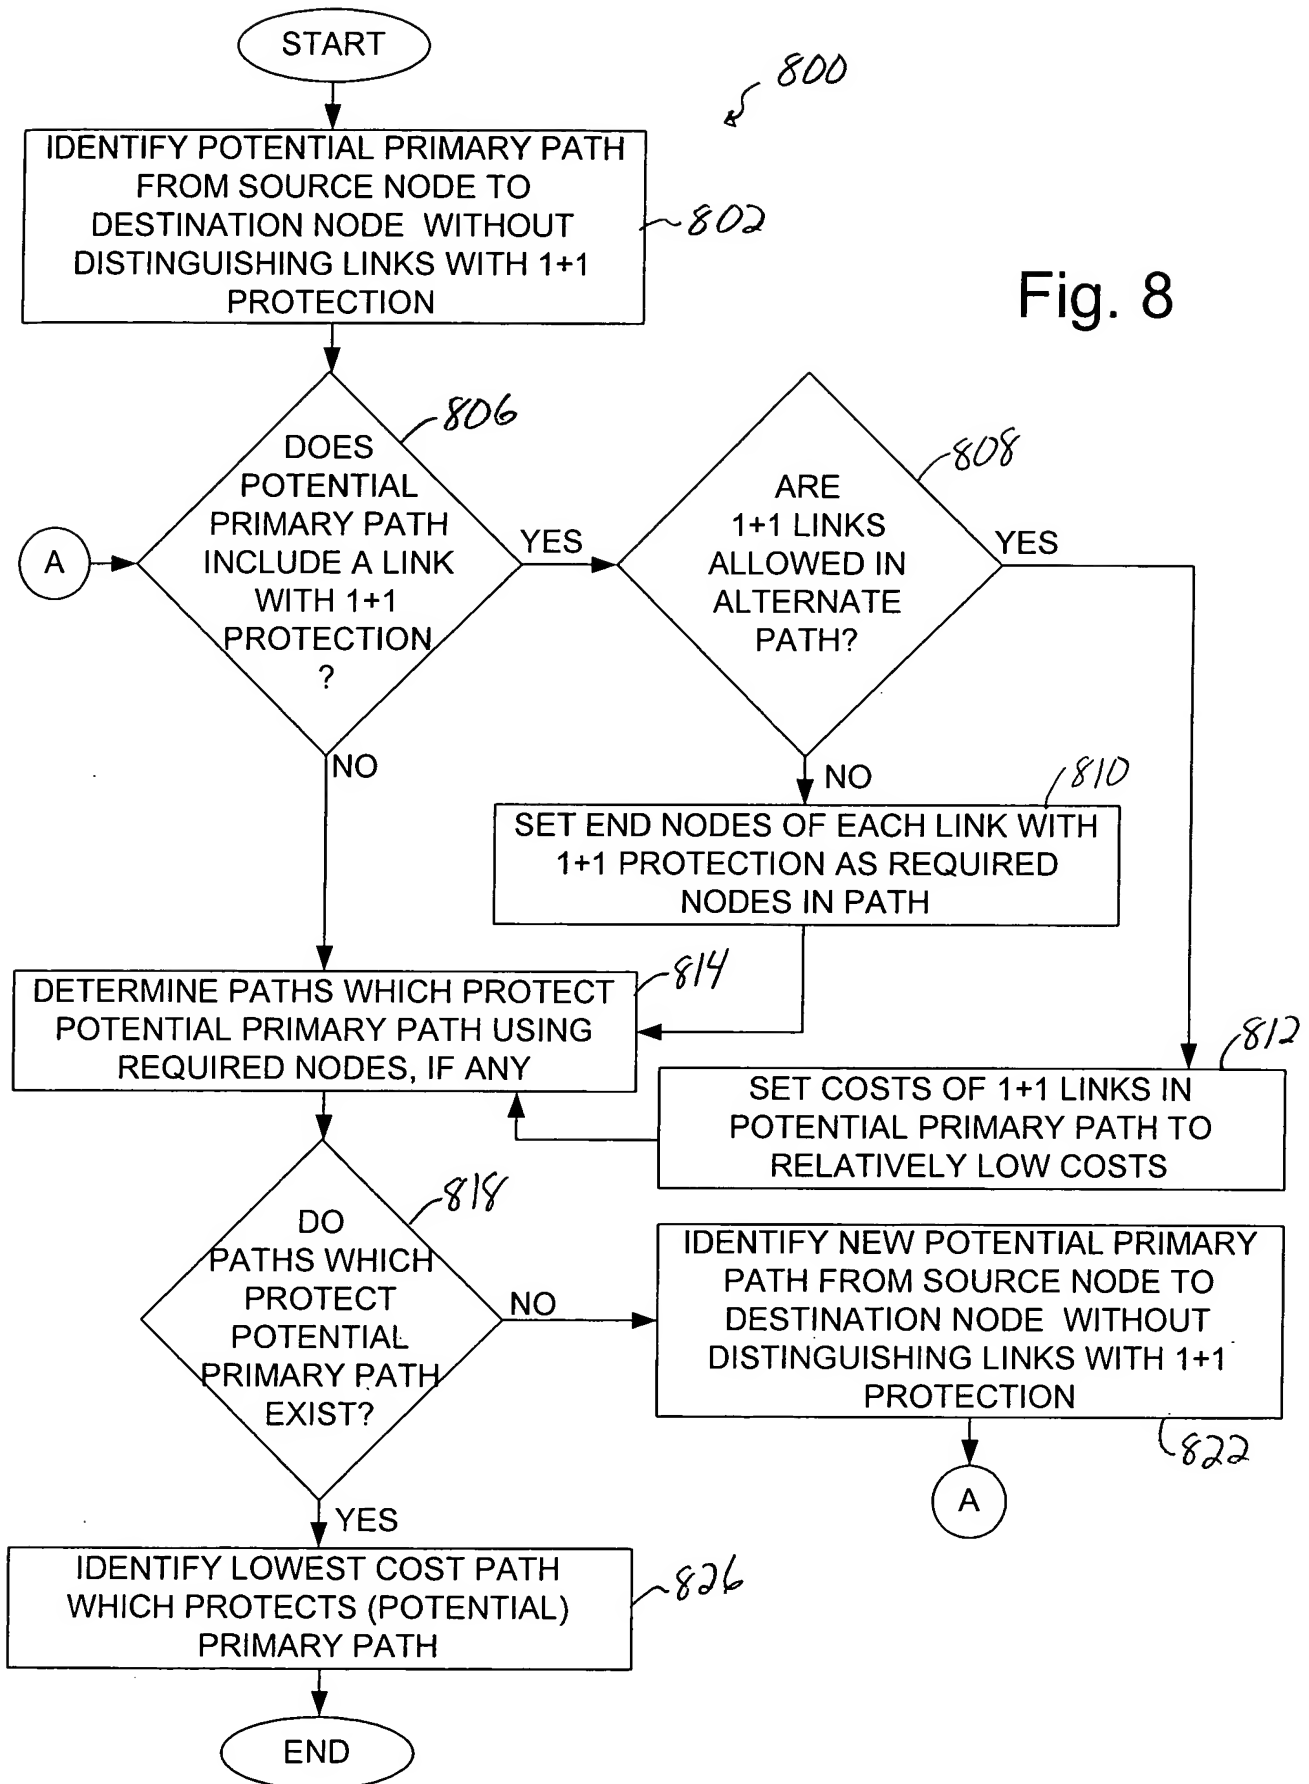 START
800
IDENTIFY POTENTIAL PRIMARY PATH
FROM SOURCE NODE TO
DESTINATION NODE WITHOUT
DISTINGUISHING LINKS WITH 1+1
PROTECTION
802
Fig. 8
806
DOES
POTENTIAL
PRIMARY PATH
INCLUDE A LINK
WITH 1+1
PROTECTION
?
A
YES
808
ARE
1+1 LINKS
ALLOWED IN
ALTERNATE
PATH?
YES
NO
NO
810
SET END NODES OF EACH LINK WITH
1+1 PROTECTION AS REQUIRED
NODES IN PATH
814
DETERMINE PATHS WHICH PROTECT
POTENTIAL PRIMARY PATH USING
REQUIRED NODES, IF ANY
812
SET COSTS OF 1+1 LINKS IN
POTENTIAL PRIMARY PATH TO
RELATIVELY LOW COSTS
818
DO
PATHS WHICH
PROTECT
POTENTIAL
PRIMARY PATH
EXIST?
NO
IDENTIFY NEW POTENTIAL PRIMARY
PATH FROM SOURCE NODE TO
DESTINATION NODE WITHOUT
DISTINGUISHING LINKS WITH 1+1
PROTECTION
822
A
YES
IDENTIFY LOWEST COST PATH
WHICH PROTECTS (POTENTIAL)
PRIMARY PATH
826
END